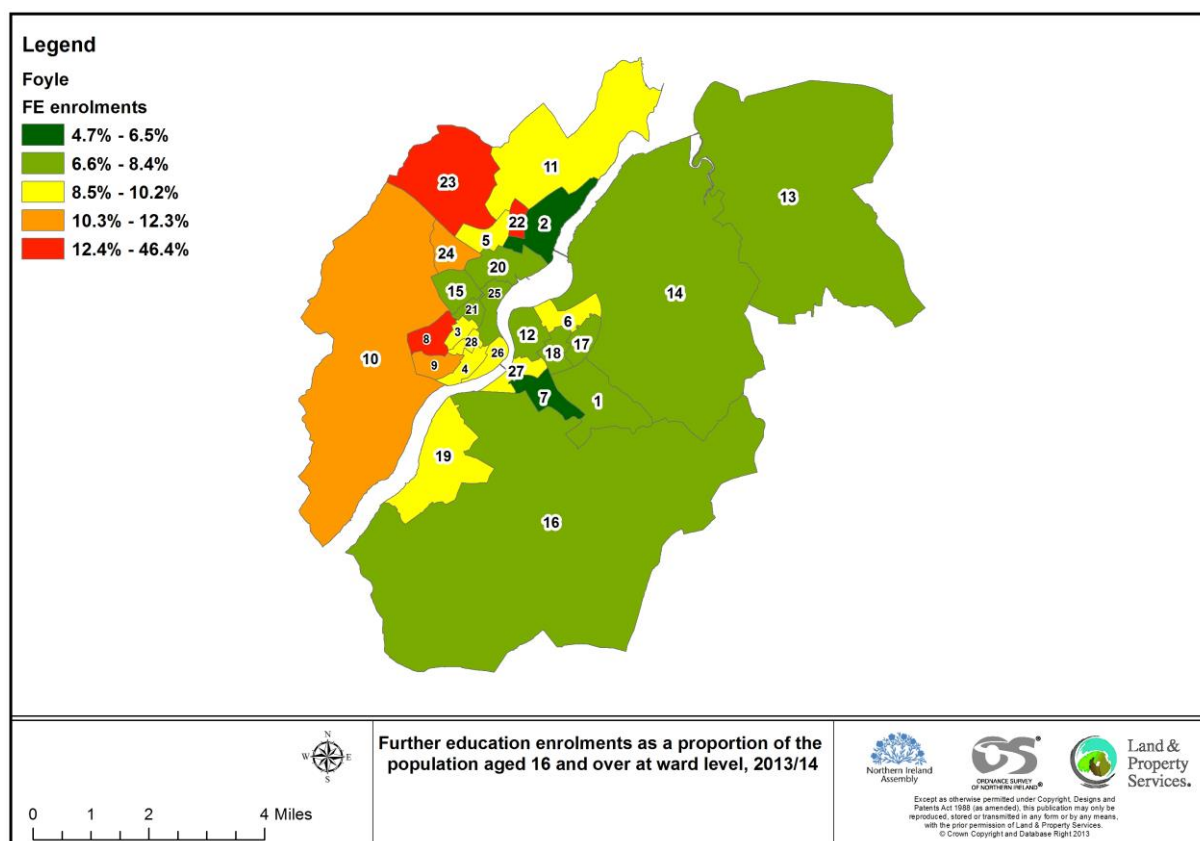 Legend
Foyle
FE enrolments
4.7% - 6.5%
6.6% - 8.4%
8.5% - 10.2%
10.3% - 12.3%
12.4% - 46.4%
11
13
23
22
2
5
24
20
15
25
14
21
6
8
3
12
17
28
10
9
26
18
4
27
7
1
19
16
N
W E
S
0 1 2 4 Miles
Further education enrolments as a proportion of the
population aged 16 and over at ward level, 2013/14
Northern Ireland
Assembly
OS®
ORDNANCE SURVEY
OF NORTHERN IRELAND®
Land &
Property
Services.
Except as otherwise permitted under Copyright, Designs and
Patents Act 1988 (as amended), this publication may only be
reproduced, stored or transmitted in any form or by any means,
with the prior permission of Land & Property Services.
© Crown Copyright and Database Right 2013